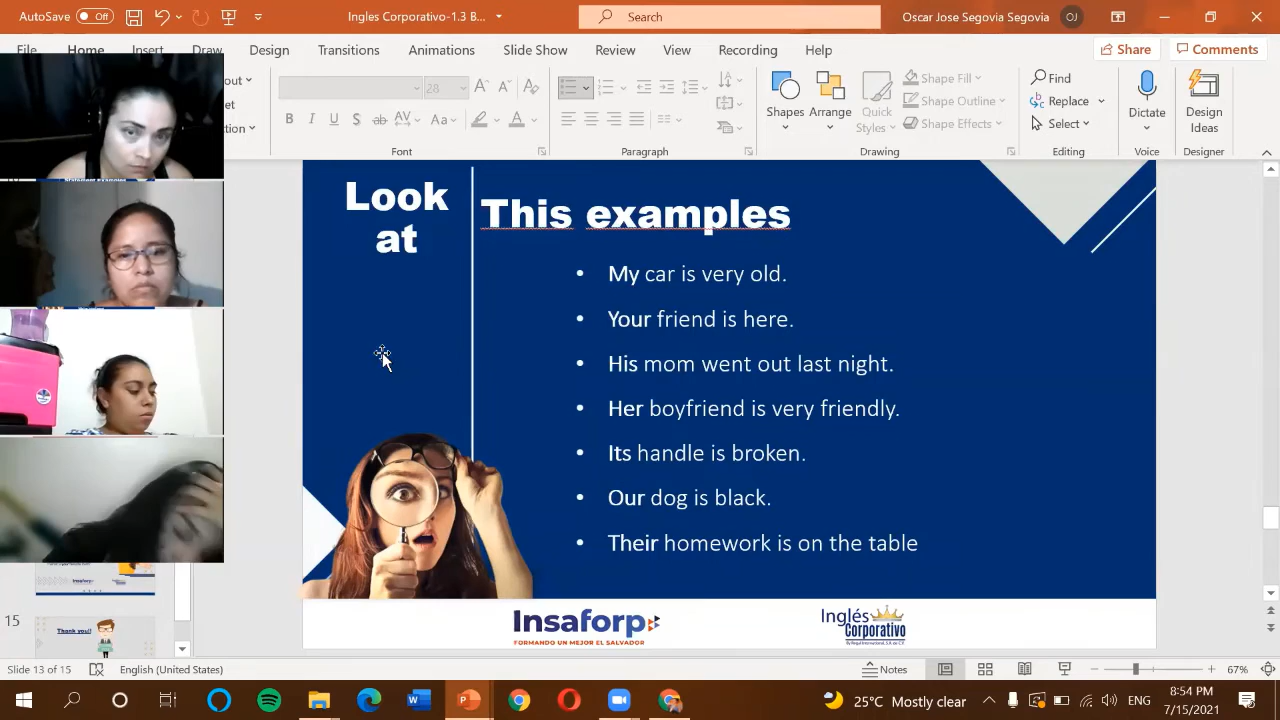 AutoSave Off Ingles Corporativo-1.3 B... Search Oscar Jose Segovia Segovia OJ
File Home Insert Draw Design Transitions Animations Slide Show Review View Recording Help Share Comments
Find
Replace
Select
Shapes Arrange Quick Styles
Shape Fill
Shape Outline
Shape Effects
Dictate
Design Ideas
Font Paragraph Drawing Editing Voice Designer
Look
at
This examples
• My car is very old.
• Your friend is here.
• His mom went out last night.
• Her boyfriend is very friendly.
• Its handle is broken.
• Our dog is black.
• Their homework is on the table
Insaforp
FORMANDO UN MEJOR EL SALVADOR
Inglés
Corporativo
15
Thank you!
Slide 13 of 15 English (United States) Notes 67%
25°C Mostly clear ENG 8:54 PM
7/15/2021